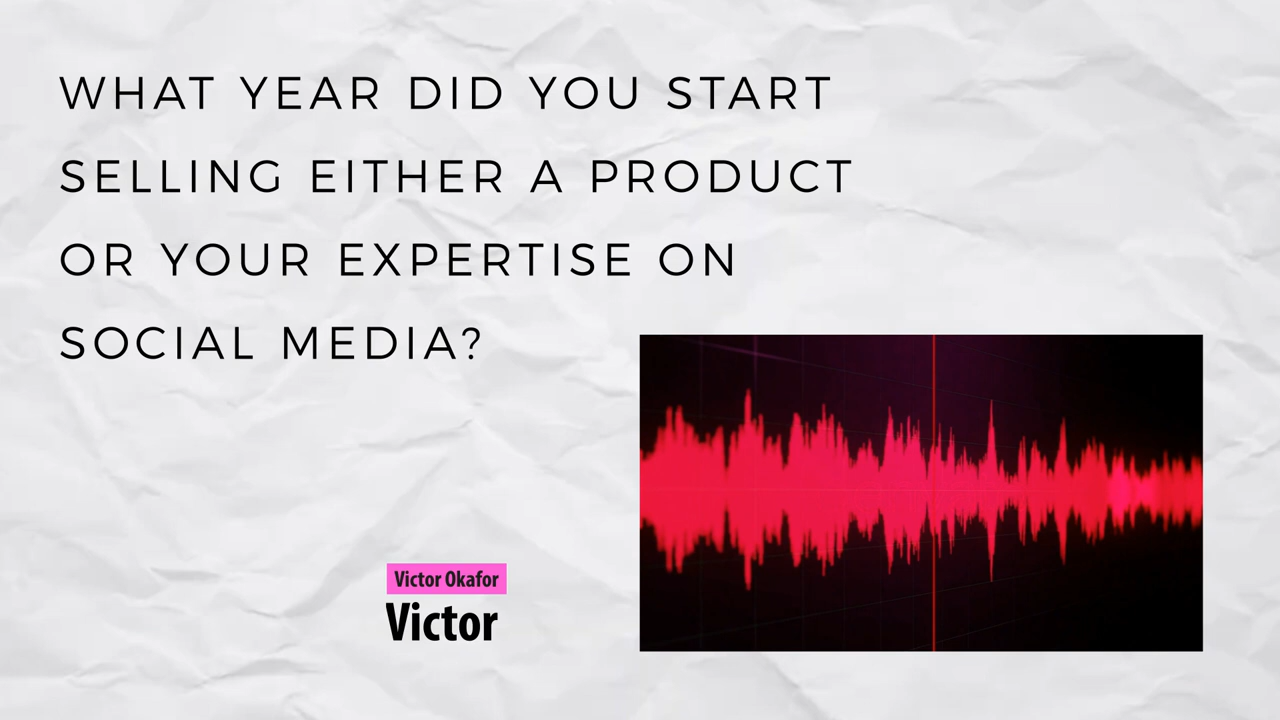 WHAT YEAR DID YOU START
SELLING EITHER A PRODUCT
OR YOUR EXPERTISE ON
SOCIAL MEDIA?
Victor Okafor
Victor